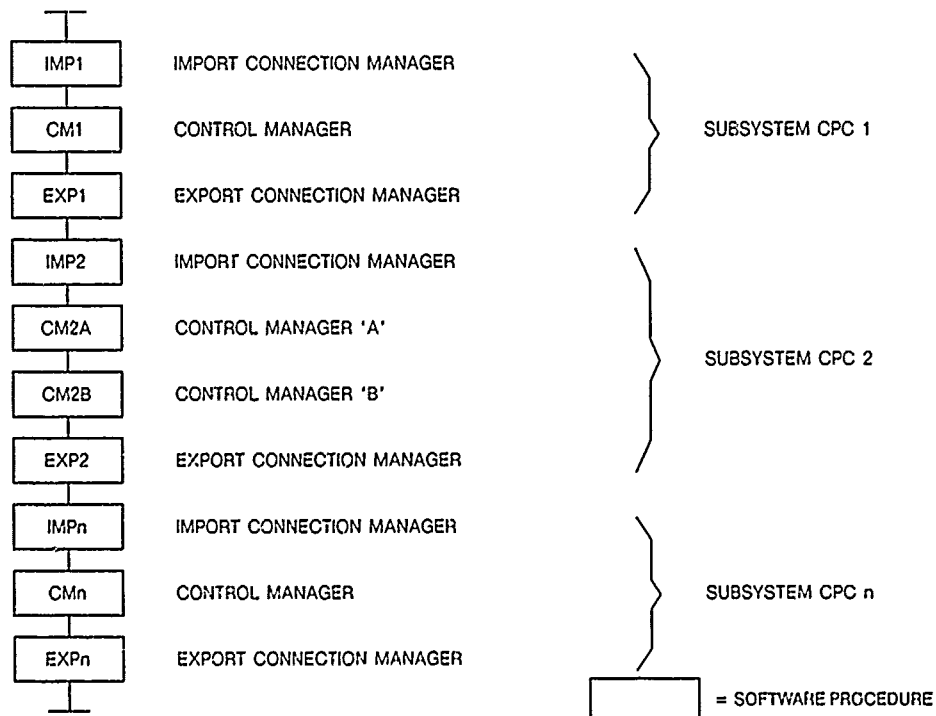 IMP1 IMPORT CONNECTION MANAGER
CM1 CONTROL MANAGER SUBSYSTEM CPC 1
EXP1 EXPORT CONNECTION MANAGER
IMP2 IMPORT CONNECTION MANAGER
CM2A CONTROL MANAGER 'A'
SUBSYSTEM CPC 2
CM2B CONTROL MANAGER 'B'
EXP2 EXPORT CONNECTION MANAGER
IMPn IMPORT CONNECTION MANAGER
CMn CONTROL MANAGER SUBSYSTEM CPC n
EXPn EXPORT CONNECTION MANAGER
= SOFTWARE PROCEDURE